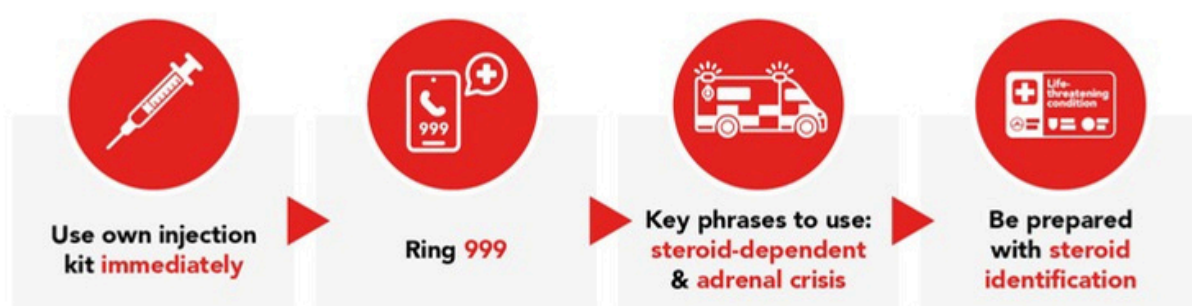 999
Life-
threatening
condition
Use own injection
kit immediately
Ring 999
Key phrases to use:
steroid-dependent
& adrenal crisis
Be prepared
with steroid
identification